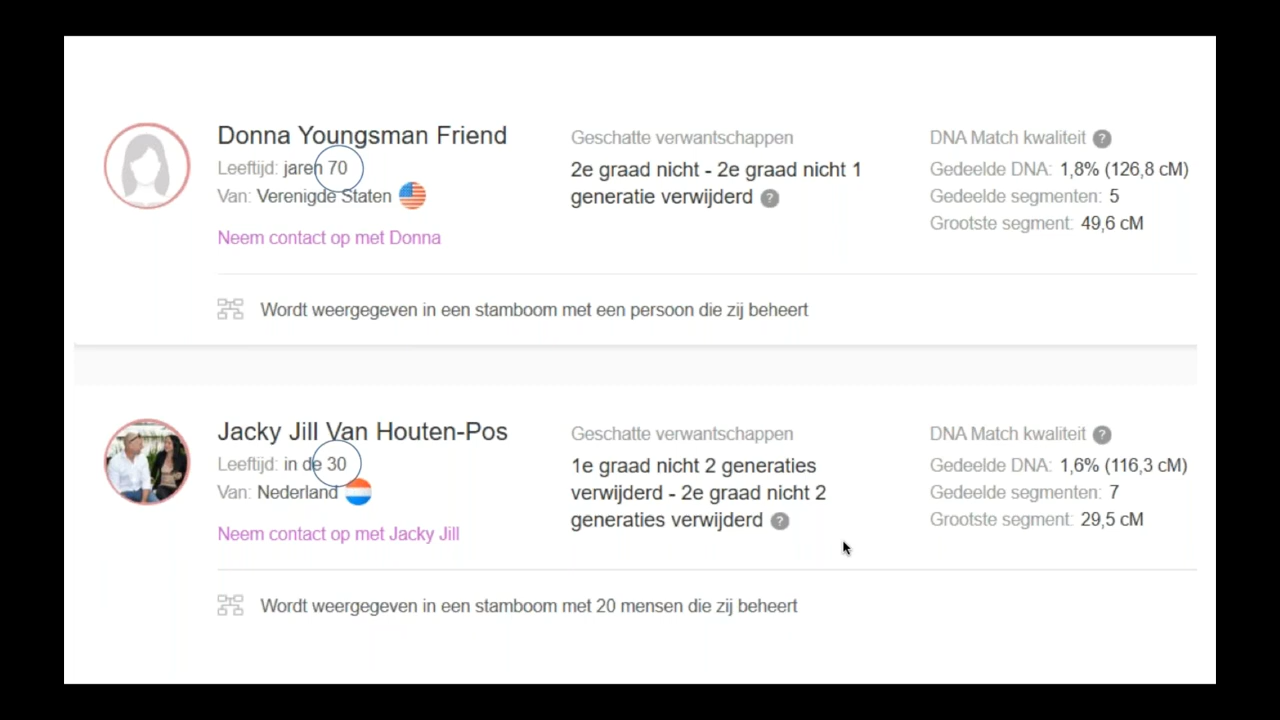 Donna Youngsman Friend
Leeftijd: jaren 70
Van: Verenigde Staten
Neem contact op met Donna
Geschatte verwantschappen
2e graad nicht - 2e graad nicht 1
generatie verwijderd ?
DNA Match kwaliteit ?
Gedeelde DNA: 1,8% (126,8 cM)
Gedeelde segmenten: 5
Grootste segment: 49,6 cM
Wordt weergegeven in een stamboom met een persoon die zij beheert
Jacky Jill Van Houten-Pos
Leeftijd: in de 30
Van: Nederland
Neem contact op met Jacky Jill
Geschatte verwantschappen
1e graad nicht 2 generaties
verwijderd - 2e graad nicht 2
generaties verwijderd ?
DNA Match kwaliteit ?
Gedeelde DNA: 1,6% (116,3 cM)
Gedeelde segmenten: 7
Grootste segment: 29,5 cM
Wordt weergegeven in een stamboom met 20 mensen die zij beheert